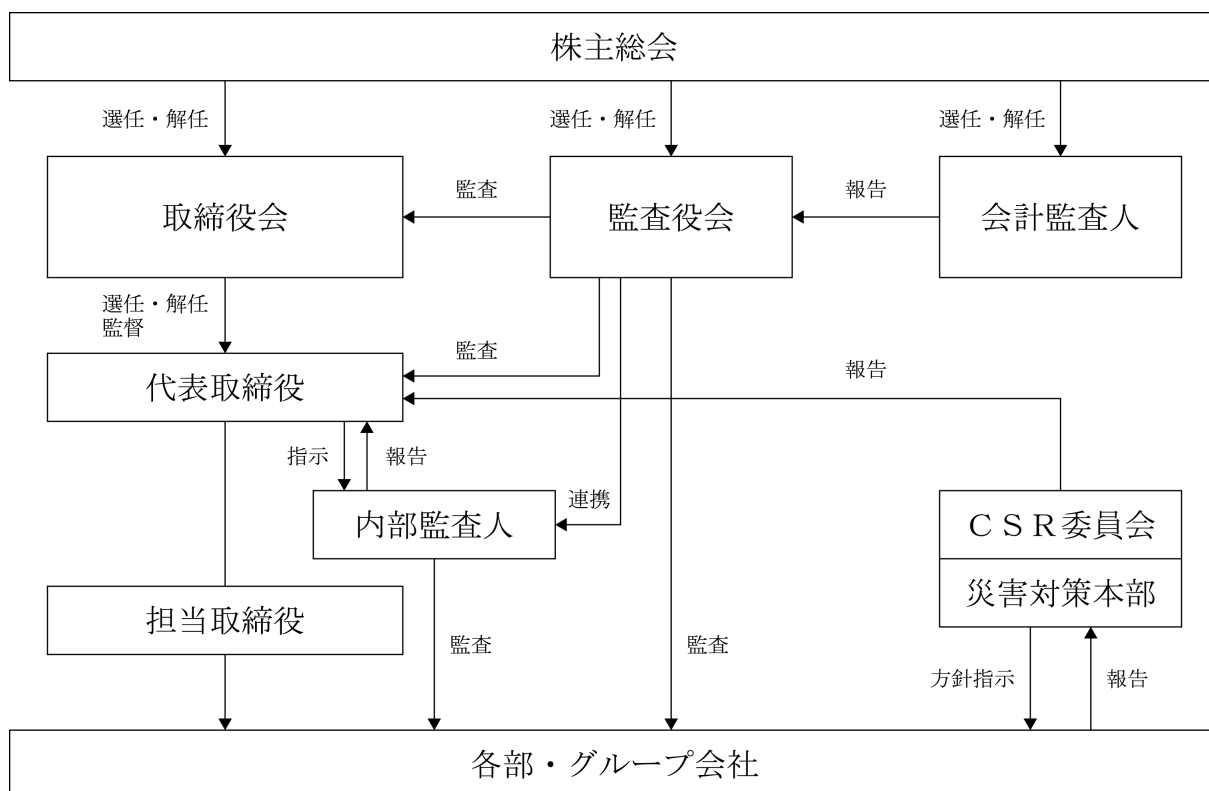 株主総会
選任・解任
選任・解任
選任・解任
取締役会
監査
監査役会
報告
会計監査人
選任・解任
監督
監査
報告
代表取締役
指示
報告
連携
内部監査人
ＣＳＲ委員会
災害対策本部
担当取締役
監査
監査
方針指示
報告
各部・グループ会社